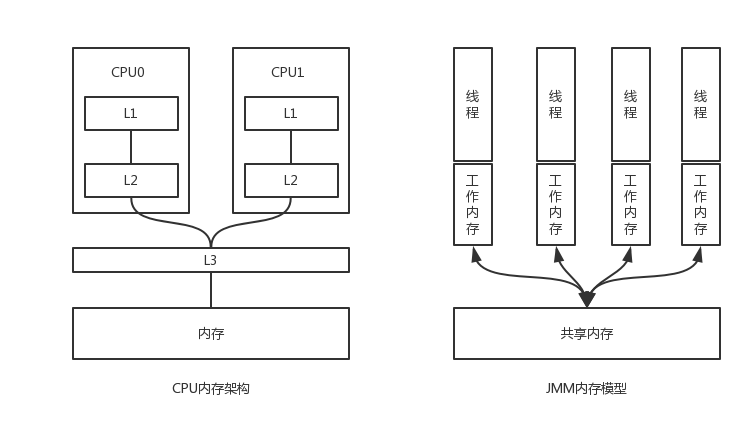 CPU0
L1
L2
CPU1
L1
L2
L3
内存
CPU内存架构
线程
工作内存
线程
工作内存
线程
工作内存
线程
工作内存
共享内存
JMM内存模型